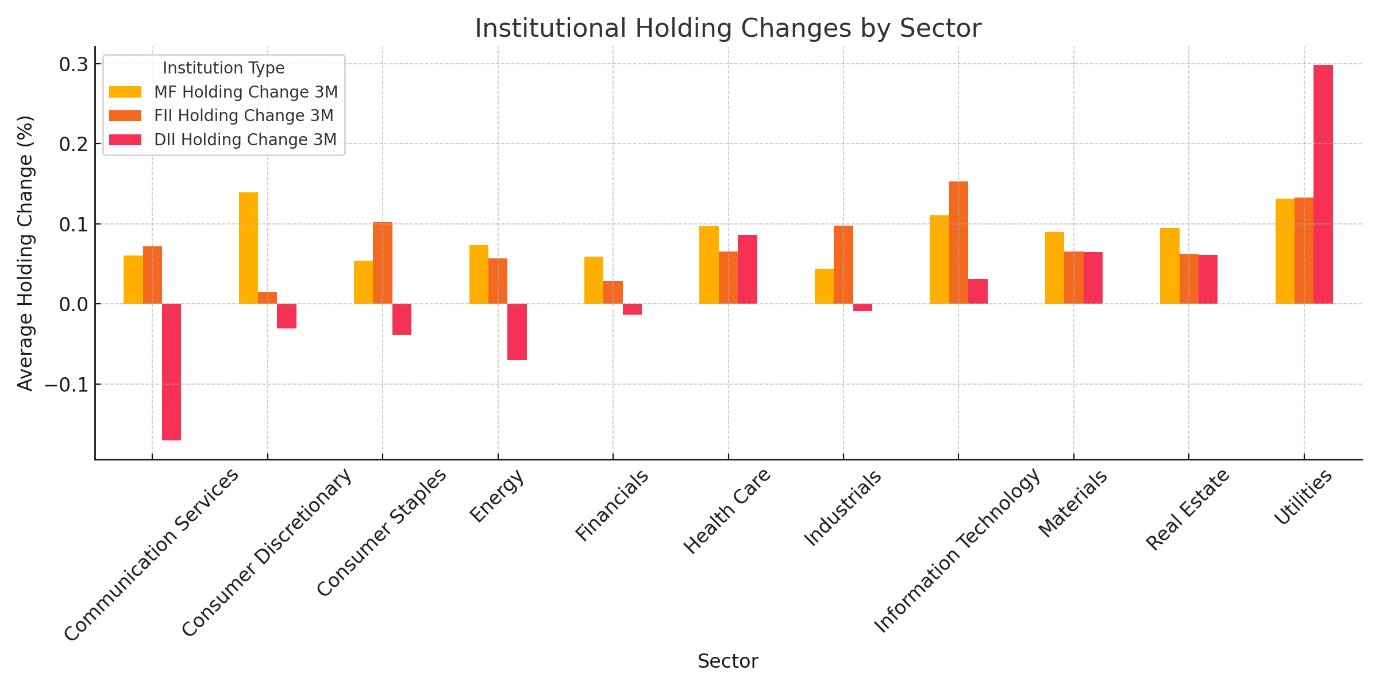 Institutional Holding Changes by Sector
Institution Type
MF Holding Change 3M
FII Holding Change 3M
DII Holding Change 3M
Average Holding Change (%)
0.3
0.2
0.1
0.0
−0.1
Communication Services
Consumer Discretionary
Consumer Staples
Energy
Financials
Health Care
Industrials
Information Technology
Materials
Real Estate
Utilities
Sector